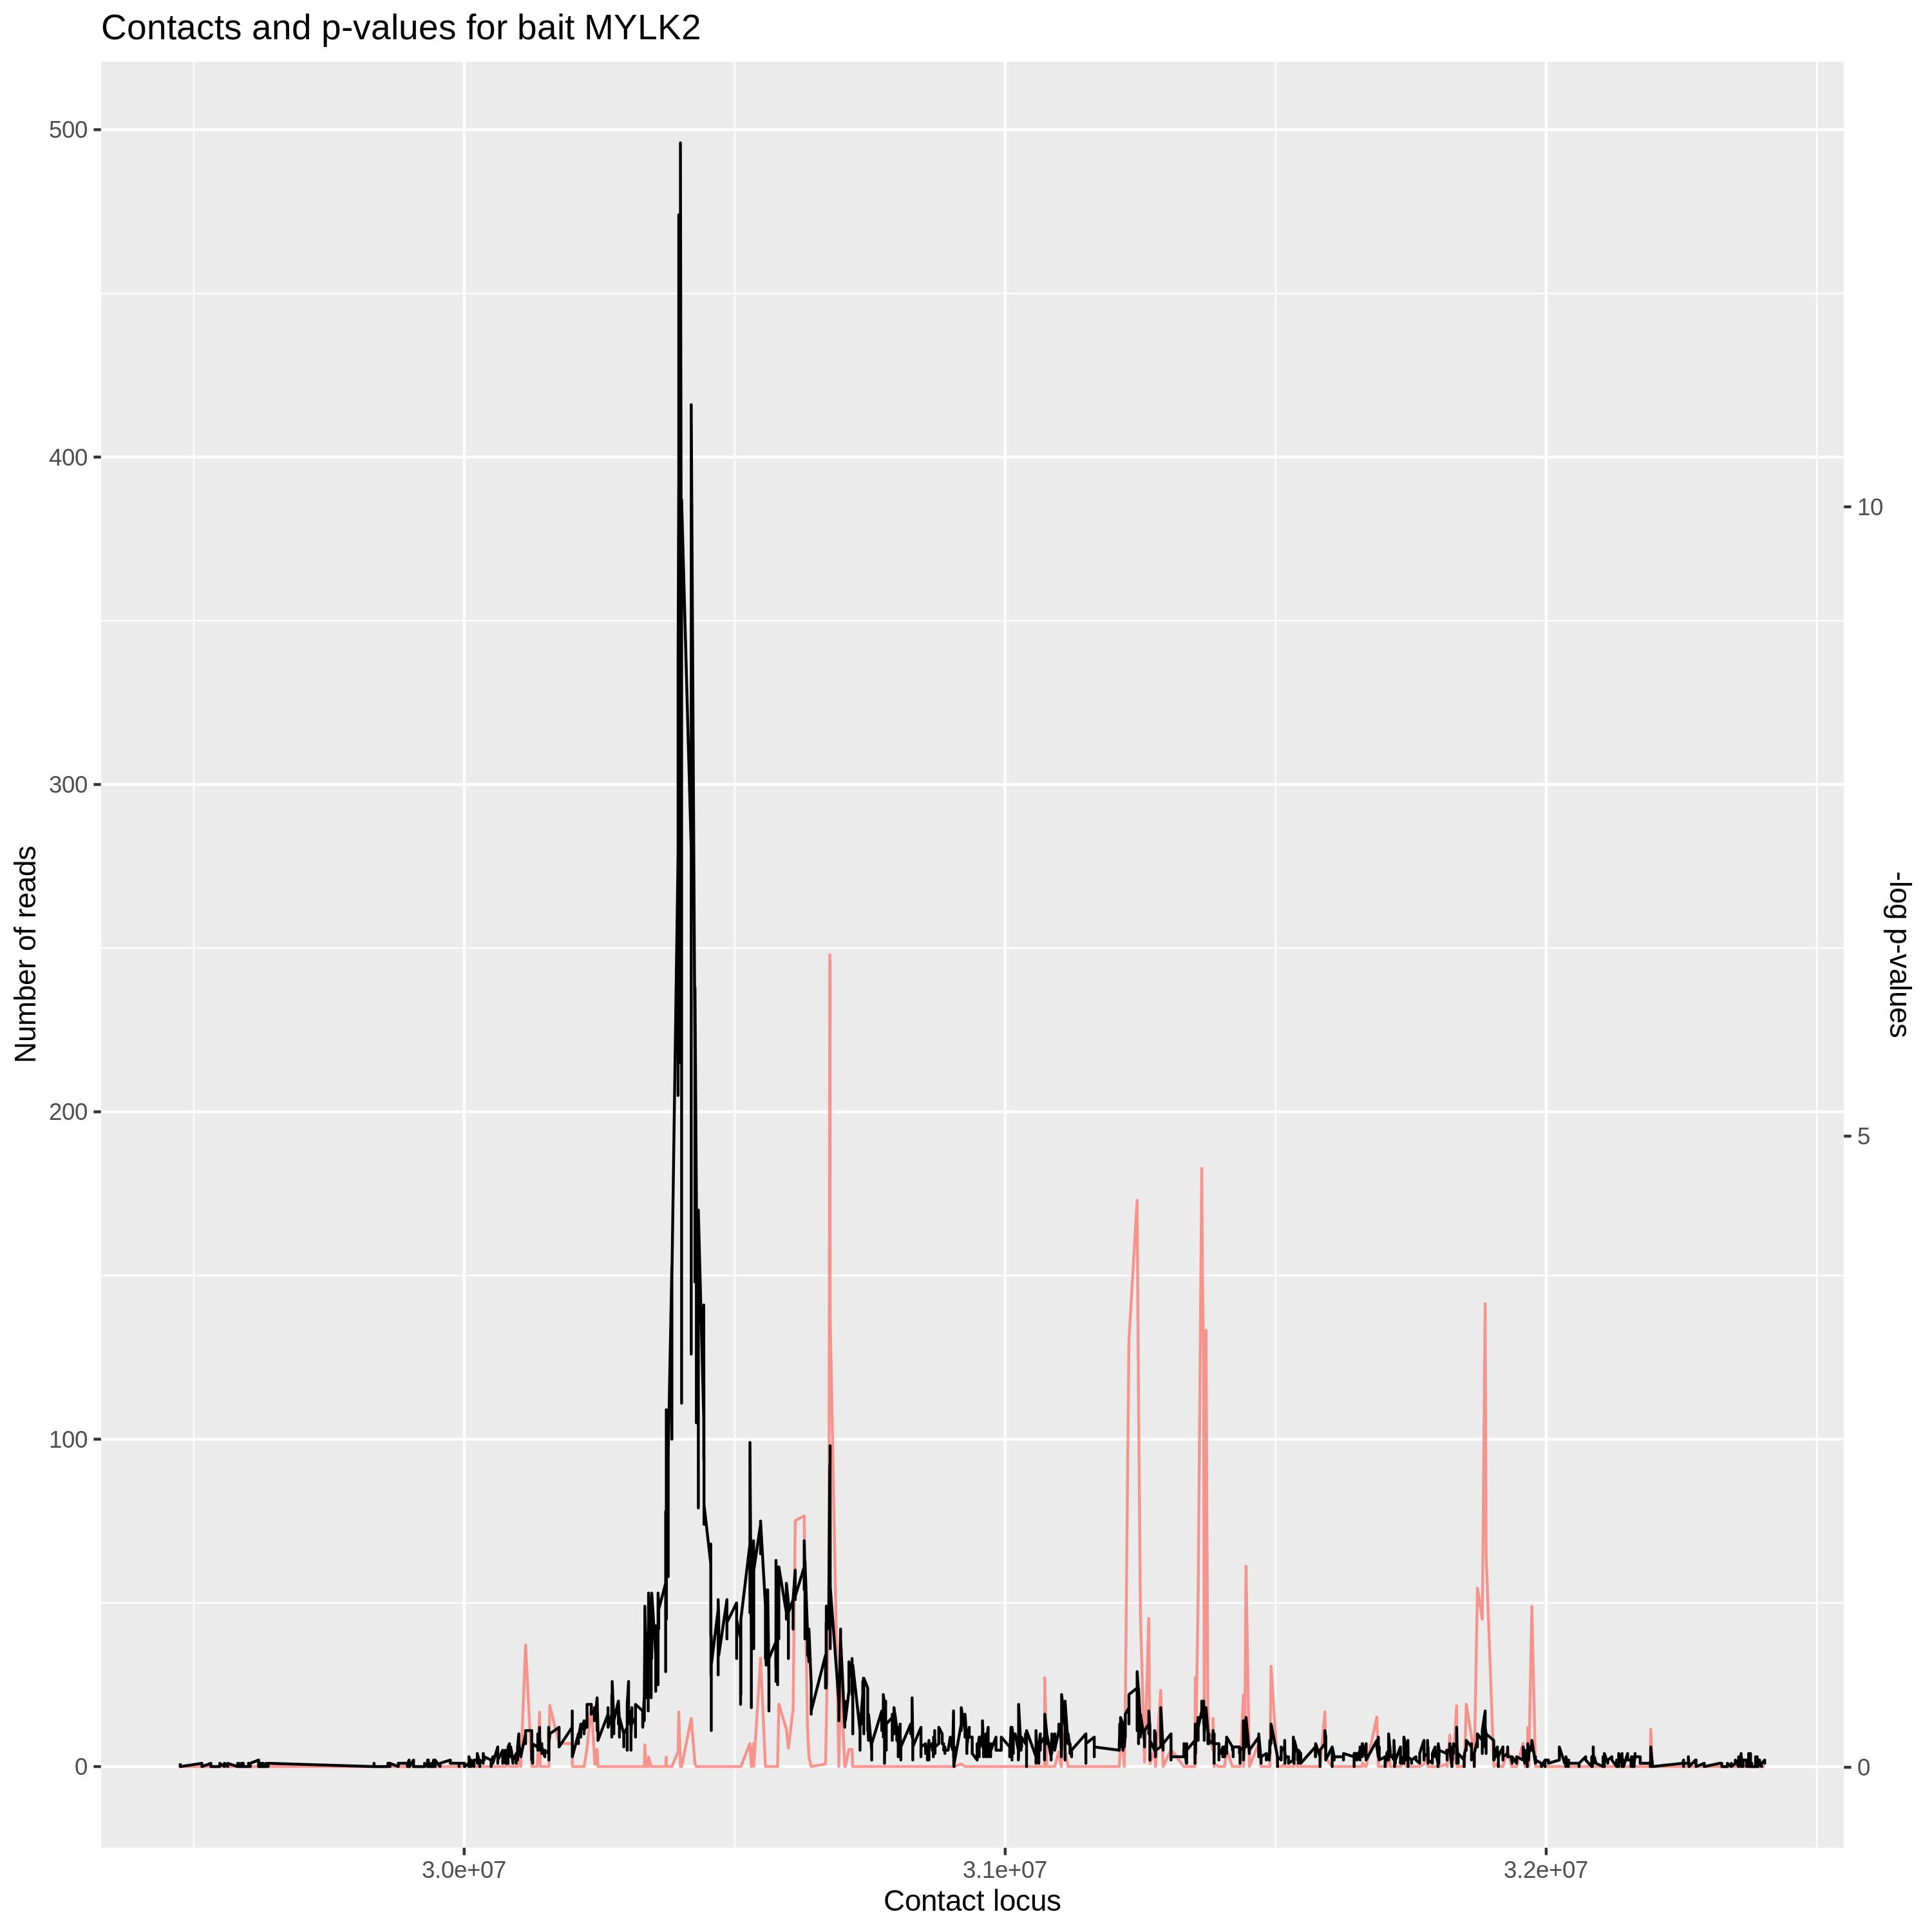 Contacts and p-values for bait MYLK2
500
400
300
200
100
0
Number of reads
10
5
0
-log p-values
3.0e+07
3.1e+07
3.2e+07
Contact locus